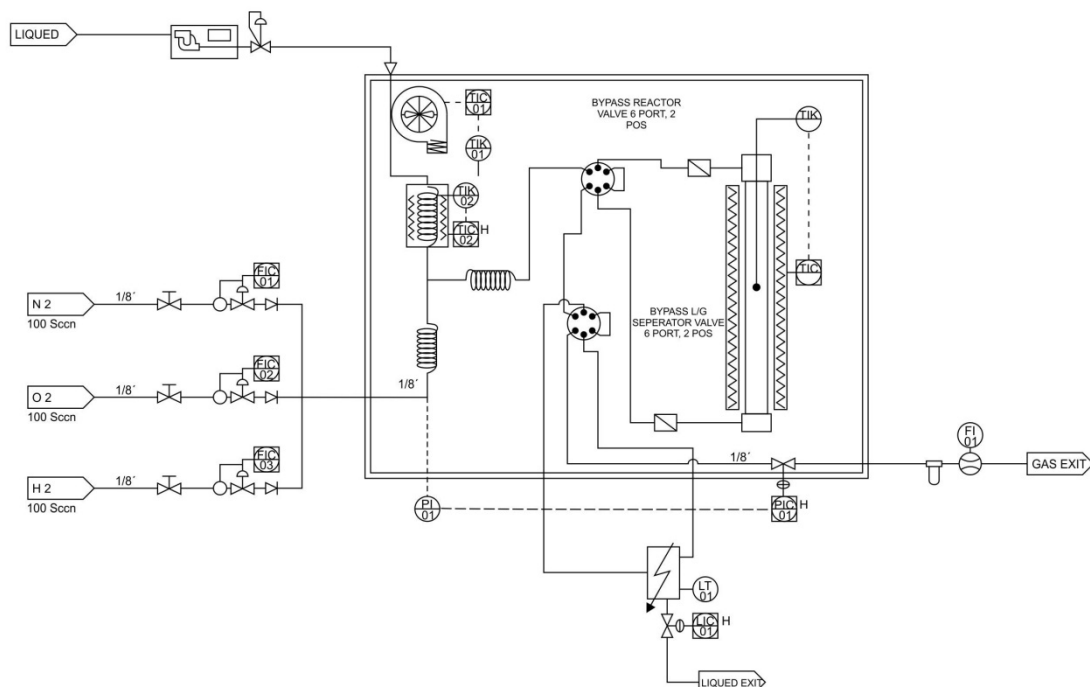 LIQUED
TIC
01
TIK
01
BYPASS REACTOR
VALVE 6 PORT, 2
POS
TIK
TIK
02
TIC
02
H
TIC
N 2
1/8´
FIC
01
100 Sccn
BYPASS L/G
SEPERATOR VALVE
6 PORT, 2 POS
O 2
1/8´
FIC
02
100 Sccn
1/8´
H 2
1/8´
FIC
03
100 Sccn
1/8´
FI
01
GAS EXIT
PI
01
PIC
01
H
LT
01
LIC
01
H
LIQUED EXIT